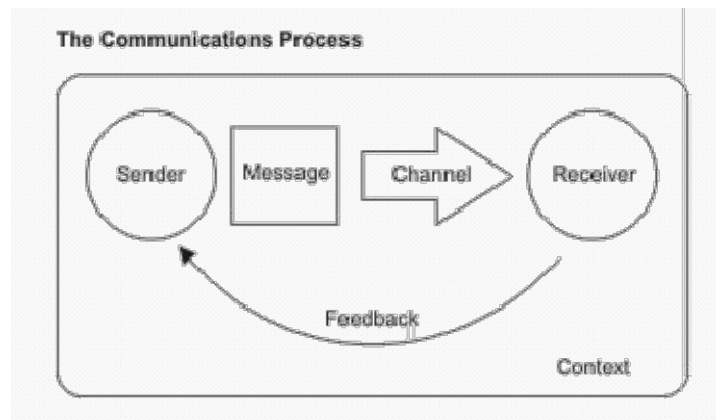 The Communications Process
Sender
Message
Channel
Receiver
Feedback
Context